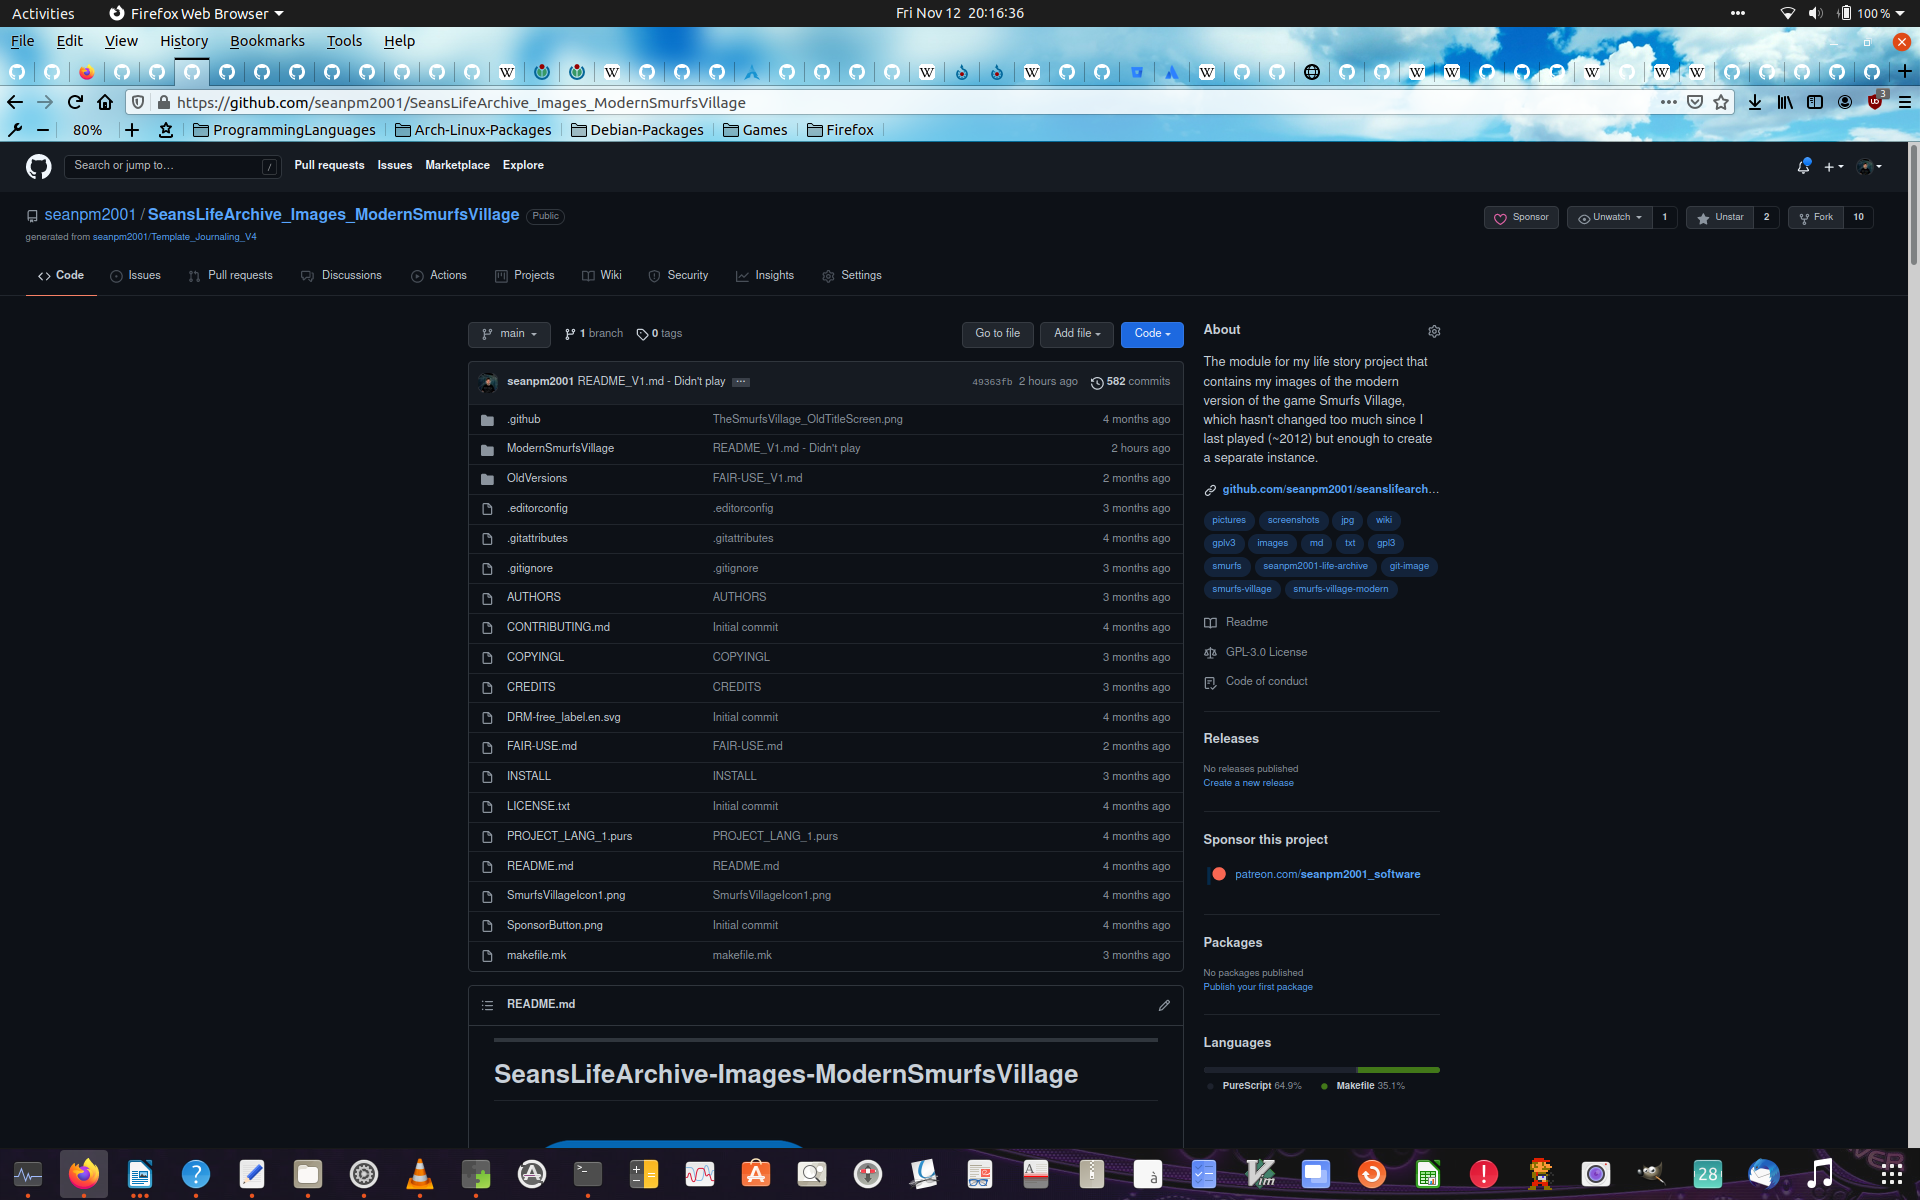 Activities Firefox Web Browser Fri Nov 12 20:16:36 100 %
File Edit View History Bookmarks Tools Help
https://github.com/seanpm2001/SeansLifeArchive_Images_ModernSmurfsVillage 3
80% ProgrammingLanguages Arch-Linux-Packages Debian-Packages Games Firefox
Search or jump to… / Pull requests Issues Marketplace Explore
seanpm2001 / SeansLifeArchive_Images_ModernSmurfsVillage Public Sponsor Unwatch 1 Unstar 2 Fork 10
generated from seanpm2001/Template_Journaling_V4
Code Issues Pull requests Discussions Actions Projects Wiki Security Insights Settings
main 1 branch 0 tags Go to file Add file Code
seanpm2001 README_V1.md - Didn't play 49363fb 2 hours ago 582 commits
.github TheSmurfsVillage_OldTitleScreen.png 4 months ago
ModernSmurfsVillage README_V1.md - Didn't play 2 hours ago
OldVersions FAIR-USE_V1.md 2 months ago
.editorconfig .editorconfig 3 months ago
.gitattributes .gitattributes 4 months ago
.gitignore .gitignore 3 months ago
AUTHORS AUTHORS 3 months ago
CONTRIBUTING.md Initial commit 4 months ago
COPYINGL COPYINGL 3 months ago
CREDITS CREDITS 3 months ago
DRM-free_label.en.svg Initial commit 4 months ago
FAIR-USE.md FAIR-USE.md 2 months ago
INSTALL INSTALL 3 months ago
LICENSE.txt Initial commit 4 months ago
PROJECT_LANG_1.purs PROJECT_LANG_1.purs 4 months ago
README.md README.md 4 months ago
SmurfsVillageIcon1.png SmurfsVillageIcon1.png 4 months ago
SponsorButton.png Initial commit 4 months ago
makefile.mk makefile.mk 3 months ago
README.md
SeansLifeArchive-Images-ModernSmurfsVillage
About
The module for my life story project that
contains my images of the modern
version of the game Smurfs Village,
which hasn't changed too much since I
last played (~2012) but enough to create
a separate instance.
github.com/seanpm2001/seanslifearch…
pictures screenshots jpg wiki
gplv3 images md txt gpl3
smurfs seanpm2001-life-archive git-image
smurfs-village smurfs-village-modern
Readme
GPL-3.0 License
Code of conduct
Releases
No releases published
Create a new release
Sponsor this project
patreon.com/seanpm2001_software
Packages
No packages published
Publish your first package
Languages
PureScript 64.9% Makefile 35.1%
28